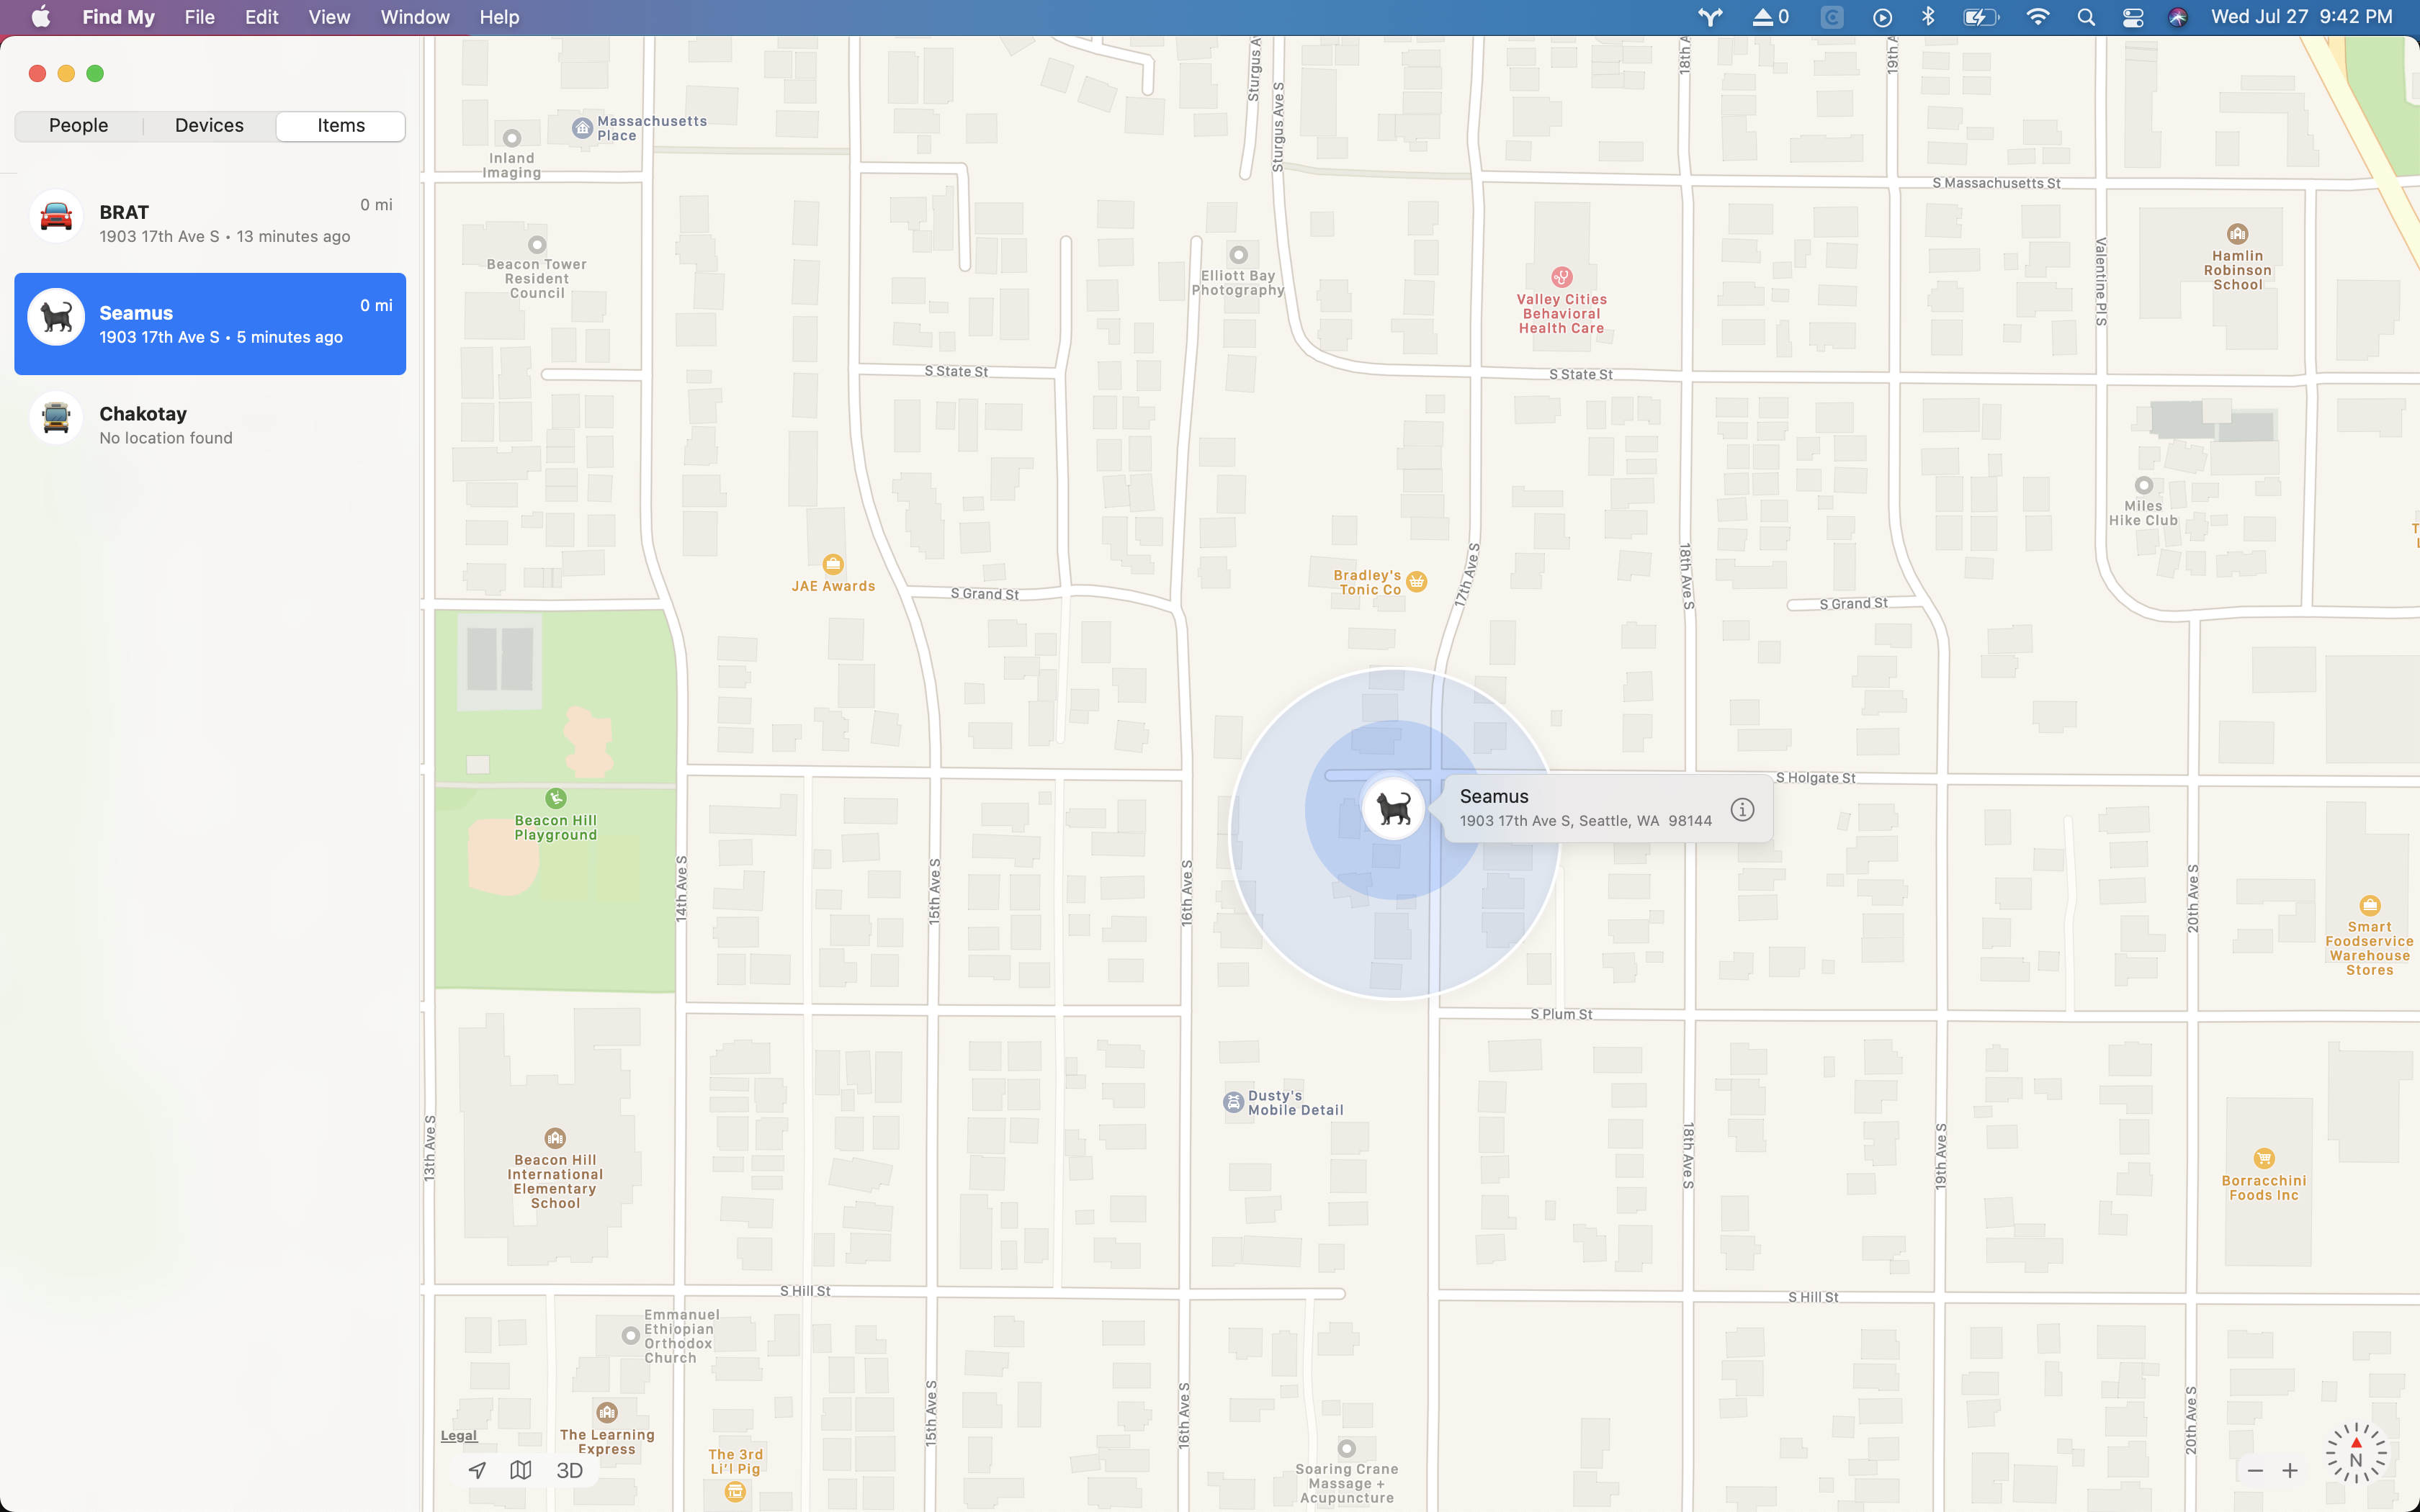 Find My File Edit View Window Help
0
Wed Jul 27 9:42 PM
People Devices Items
BRAT
0 mi
1903 17th Ave S • 13 minutes ago
Seamus
0 mi
1903 17th Ave S • 5 minutes ago
Chakotay
No location found
Massachusetts
Place
Inland
Imaging
Sturgus Ave S
S Massachusetts St
Beacon Tower
Resident
Council
Elliott Bay
Photography
Valley Cities
Behavioral
Health Care
Valentine Pl S
Hamlin
Robinson
School
S State St
S State St
Miles
Hike Club
JAE Awards
S Grand St
Bradley's
Tonic Co
17th Ave S
18th Ave S
S Grand St
Seamus
1903 17th Ave S, Seattle, WA 98144
S Holgate St
Beacon Hill
Playground
14th Ave S
15th Ave S
16th Ave S
20th Ave S
Smart
Foodservice
Warehouse
Stores
S Plum St
Dusty's
Mobile Detail
13th Ave S
Beacon Hill
International
Elementary
School
18th Ave S
19th Ave S
Borracchini
Foods Inc
S Hill St
S Hill St
Emmanuel
Ethiopian
Orthodox
Church
The Learning
Express
15th Ave S
16th Ave S
20th Ave S
Legal
The 3rd
Li'l Pig
Soaring Crane
Massage +
Acupuncture
3D
N